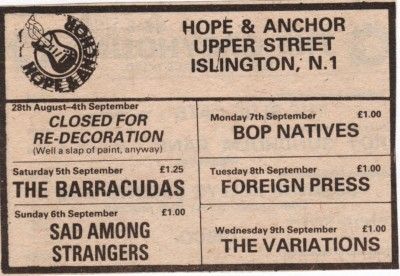 HOPE & ANCHOR
HOPE & ANCHOR
UPPER STREET
ISLINGTON, N.1
28th August-4th September
CLOSED FOR
RE-DECORATION
(Well a slap of paint, anyway)
Saturday 5th September £1.25
THE BARRACUDAS
Sunday 6th September £1.00
SAD AMONG
STRANGERS
Monday 7th September £1.00
BOP NATIVES
Tuesday 8th September £1.00
FOREIGN PRESS
Wednesday 9th September £1.00
THE VARIATIONS